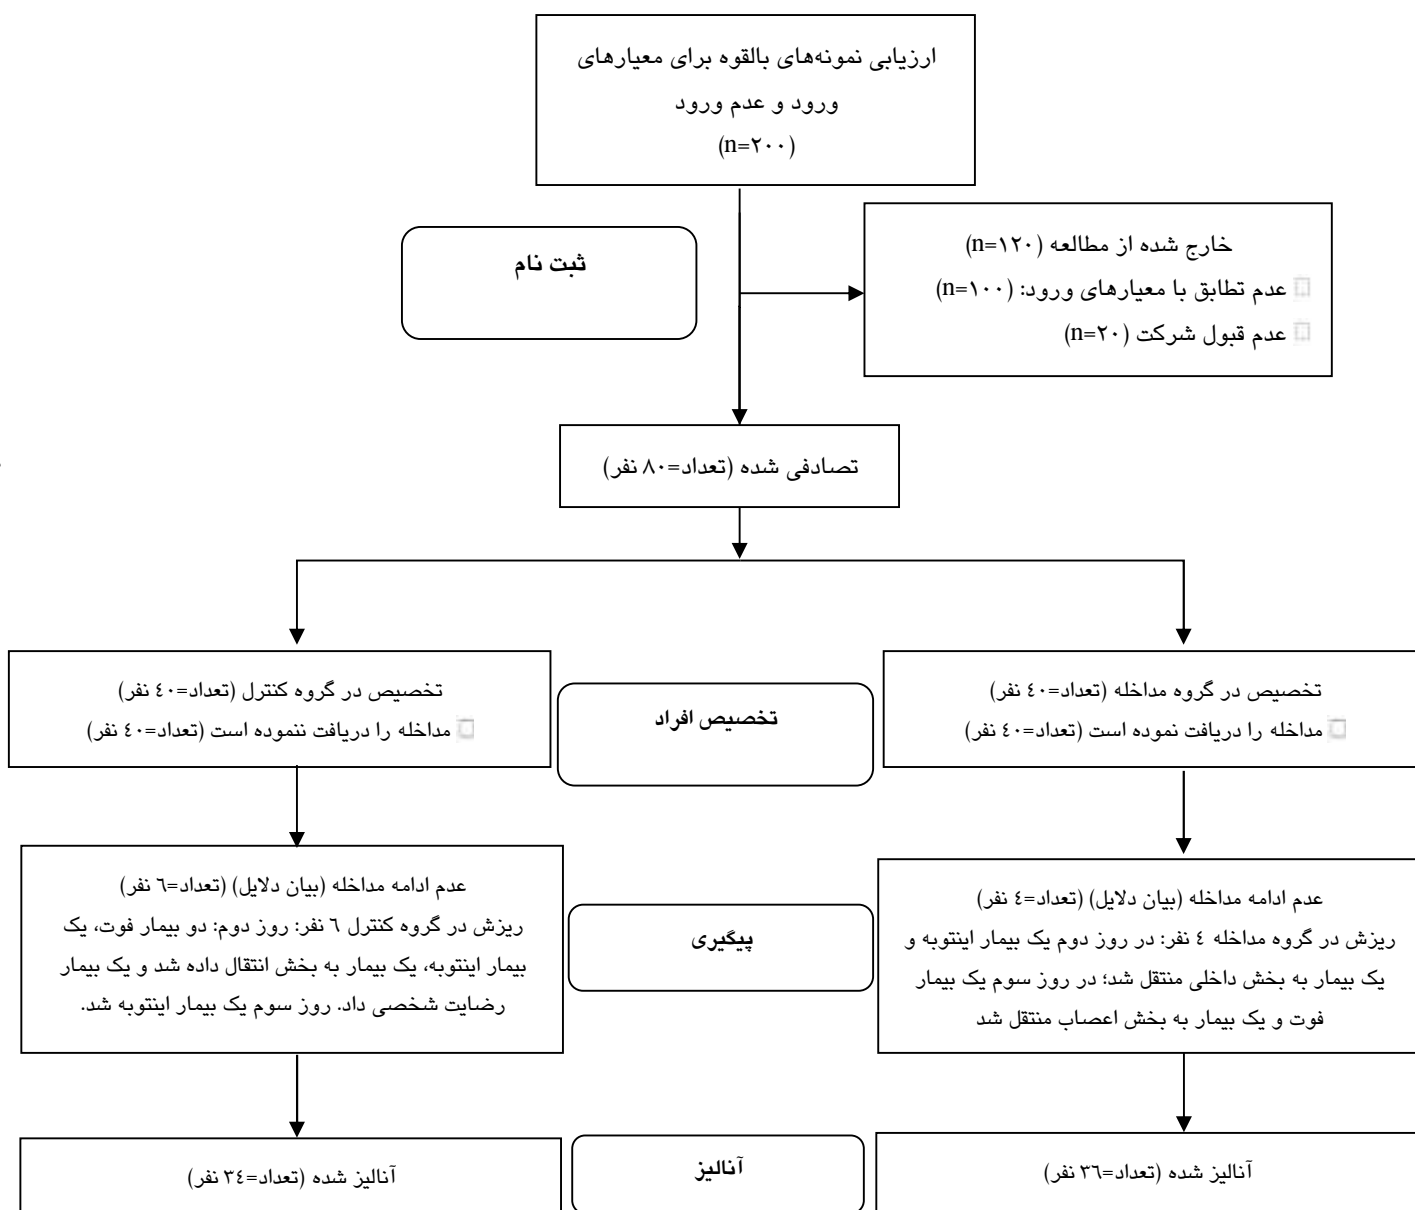 ارزیابی نمونه‌های بالقوه برای معیارهای
ورود و عدم ورود
(n=۲۰۰)
ثبت نام
خارج شده از مطالعه (n=۱۲۰)
عدم تطابق با معیارهای ورود: (n=۱۰۰)
عدم قبول شرکت (n=۲۰)
تصادفی شده (تعداد=۸۰ نفر)
تخصیص در گروه مداخله (تعداد=٤۰ نفر)
مداخله را دریافت نموده است (تعداد=٤۰ نفر)
تخصیص افراد
تخصیص در گروه کنترل (تعداد=٤۰ نفر)
مداخله را دریافت ننموده است (تعداد=٤۰ نفر)
عدم ادامه مداخله (بیان دلایل) (تعداد=٤ نفر)
ریزش در گروه مداخله ٤ نفر: در روز دوم یک بیمار اینتوبه و
یک بیمار به بخش داخلی منتقل شد؛ در روز سوم یک بیمار
فوت و یک بیمار به بخش اعصاب منتقل شد
پیگیری
عدم ادامه مداخله (بیان دلایل) (تعداد=٦ نفر)
ریزش در گروه کنترل ٦ نفر: روز دوم: دو بیمار فوت، یک
بیمار اینتوبه، یک بیمار به بخش انتقال داده شد و یک بیمار
رضایت شخصی داد. روز سوم یک بیمار اینتوبه شد.
آنالیز شده (تعداد=۳٦ نفر)
آنالیز
آنالیز شده (تعداد=۳٤ نفر)